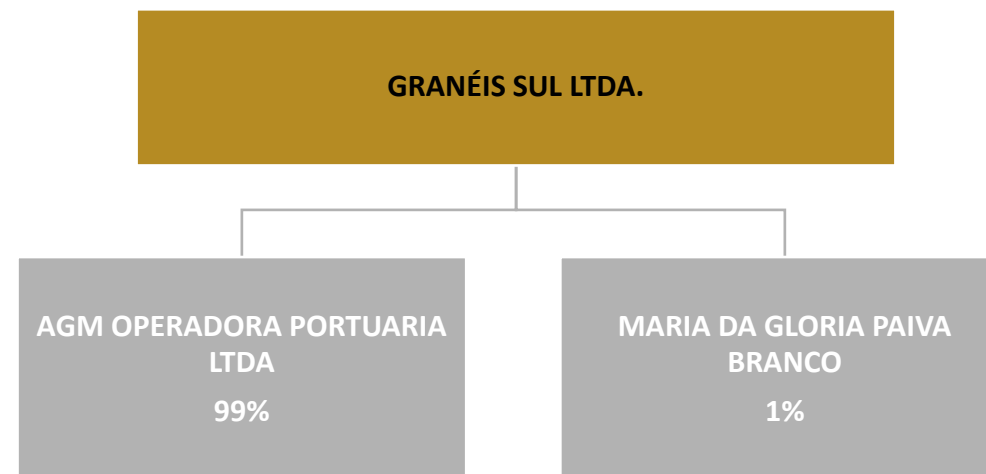 GRANÉIS SUL LTDA.
AGM OPERADORA PORTUARIA
LTDA
99%
MARIA DA GLORIA PAIVA
BRANCO
1%